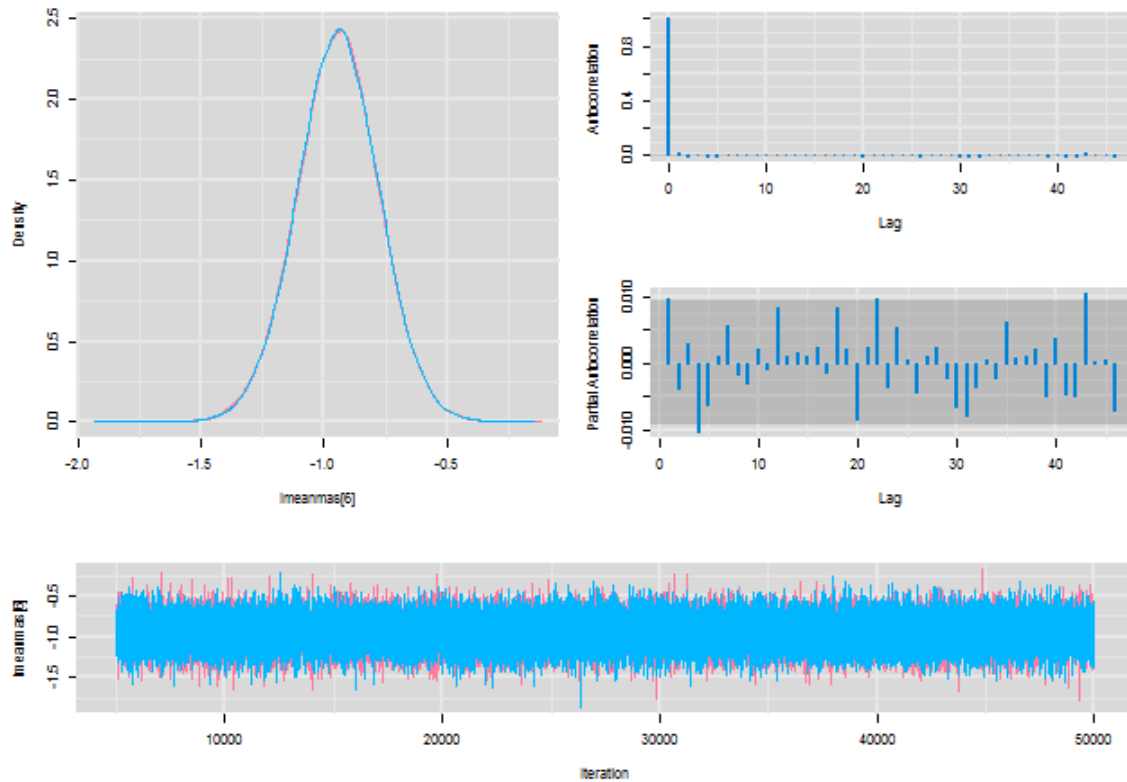 2.5
2.0
1.5
1.0
0.5
0.0
Density
-2.0 -1.5 -1.0 -0.5
lmeanmas[6]
0.8
0.4
0.0
Autocorrelation
0 10 20 30 40
Lag
0.010
0.000
-0.010
Partial Autocorrelation
0 10 20 30 40
Lag
-0.5
-1.0
-1.5
lmeanmas[6]
10000 20000 30000 40000 50000
Iteration